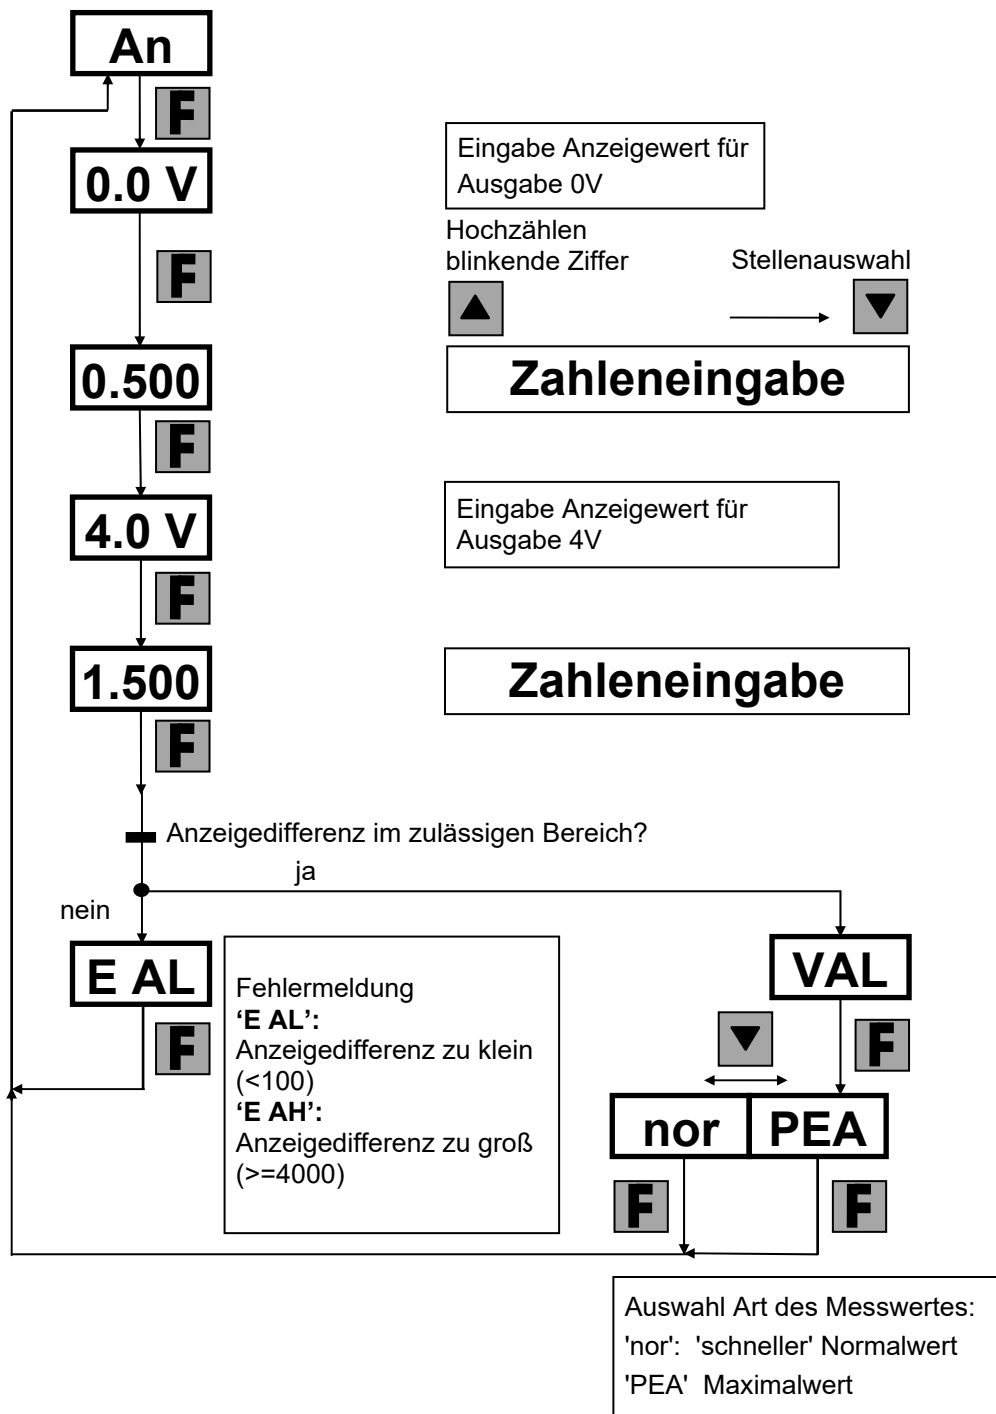 An
F
0.0 V
Eingabe Anzeigewert für
Ausgabe 0V
Hochzählen
blinkende Ziffer
Stellenauswahl
F
0.500
Zahleneingabe
F
4.0 V
Eingabe Anzeigewert für
Ausgabe 4V
F
1.500
Zahleneingabe
F
Anzeigedifferenz im zulässigen Bereich?
ja
nein
E AL
F
Fehlermeldung
‘E AL’:
Anzeigedifferenz zu klein
(<100)
‘E AH’:
Anzeigedifferenz zu groß
(>=4000)
VAL
F
nor
PEA
F
F
Auswahl Art des Messwertes:
'nor': 'schneller' Normalwert
'PEA' Maximalwert